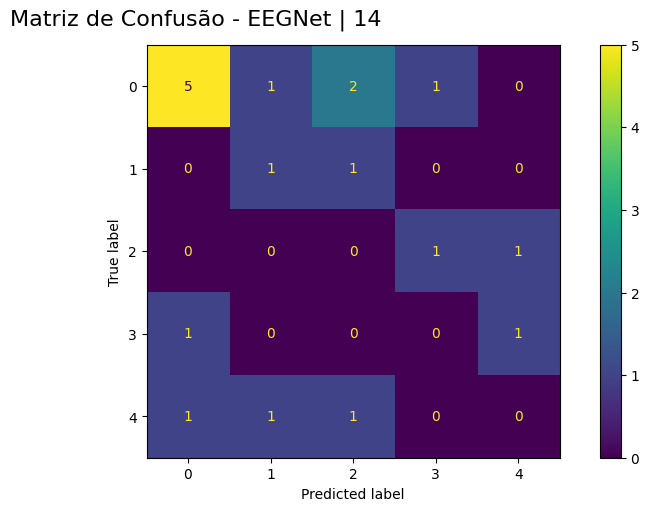 Matriz de Confusão - EEGNet | 14
5
0 5 1 2 1 0
4
1 0 1 1 0 0
3
True label
2 0 0 0 1 1
2
3 1 0 0 0 1
1
4 1 1 1 0 0
0
0 1 2 3 4
Predicted label